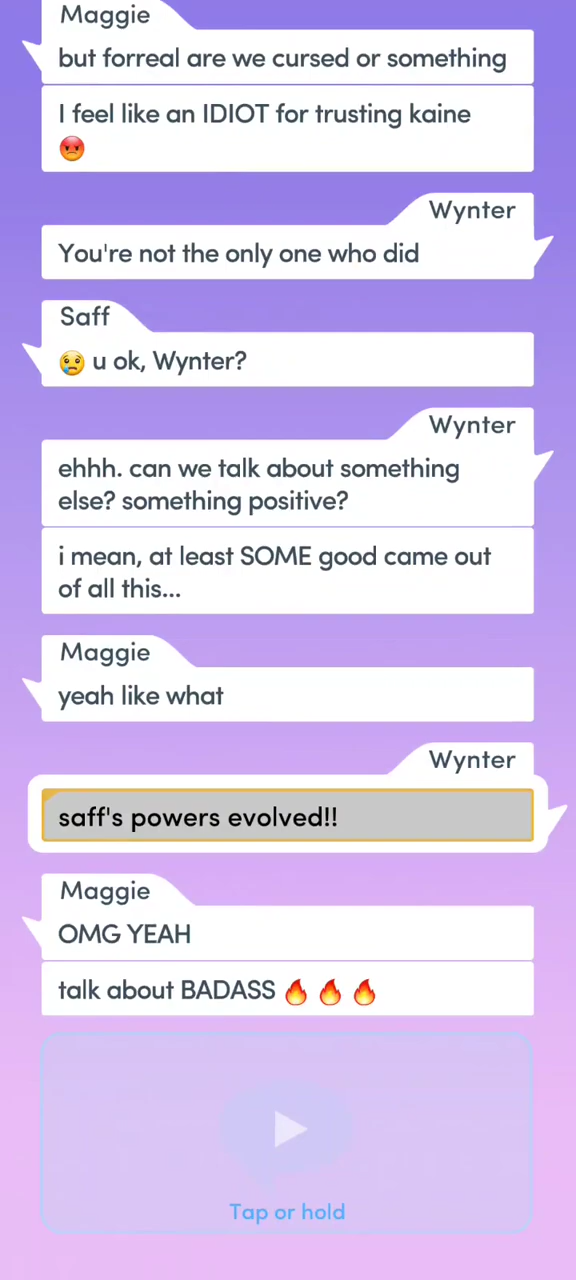 Maggie
but forreal are we cursed or something
I feel like an IDIOT for trusting kaine
😡
Wynter
You're not the only one who did
Saff
😢 u ok, Wynter?
Wynter
ehhh. can we talk about something
else? something positive?
i mean, at least SOME good came out
of all this...
Maggie
yeah like what
Wynter
saff's powers evolved!!
Maggie
OMG YEAH
talk about BADASS 🔥 🔥 🔥
Tap or hold